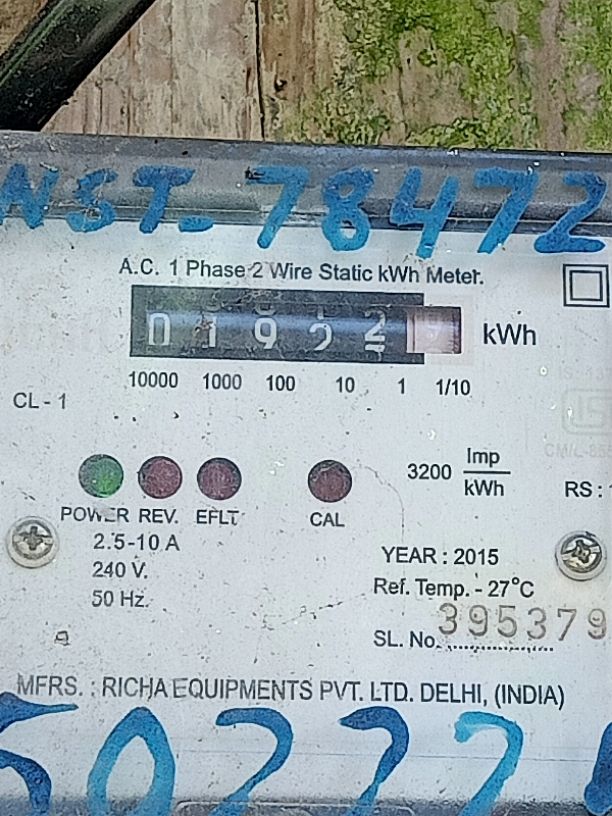 NST-78472
A.C. 1 Phase 2 Wire Static kWh Meter.
kWh
10000 1000 100 10 1 1/10
CL - 1
CM/L-
3200 Imp
kWh
RS :
POWER REV. EFLT CAL
2.5-10 A
240 V.
50 Hz.
YEAR : 2015
Ref. Temp. - 27°C
SL. No. 395379
MFRS. : RICHA EQUIPMENTS PVT. LTD. DELHI, (INDIA)